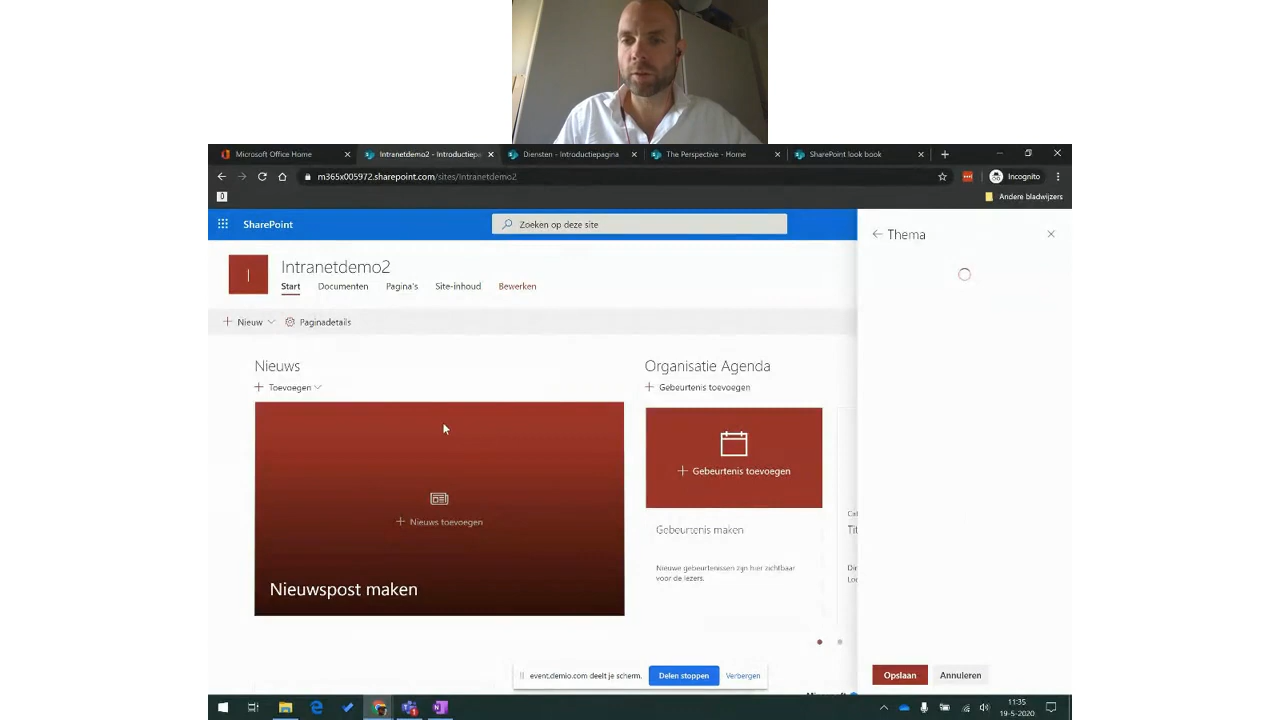 Microsoft Office Home
Intranetdemo2 - Introductiepa
Diensten - Introductiepagina
The Perspective - Home
SharePoint look book
m365x005972.sharepoint.com/sites/Intranetdemo2
Incognito
Andere bladwijzers
SharePoint
Zoeken op deze site
Thema
I
Intranetdemo2
Start
Documenten
Pagina's
Site-inhoud
Bewerken
Nieuw
Paginadetails
Nieuws
Toevoegen
Organisatie Agenda
Gebeurtenis toevoegen
Gebeurtenis toevoegen
Nieuws toevoegen
Nieuwspost maken
Gebeurtenis maken
Nieuwe gebeurtenissen zijn hier zichtbaar
voor de lezers.
Cat
Tit
Loc
event.demio.com deelt je scherm.
Delen stoppen
Verbergen
Opslaan
Annuleren
11:35
19-5-2020